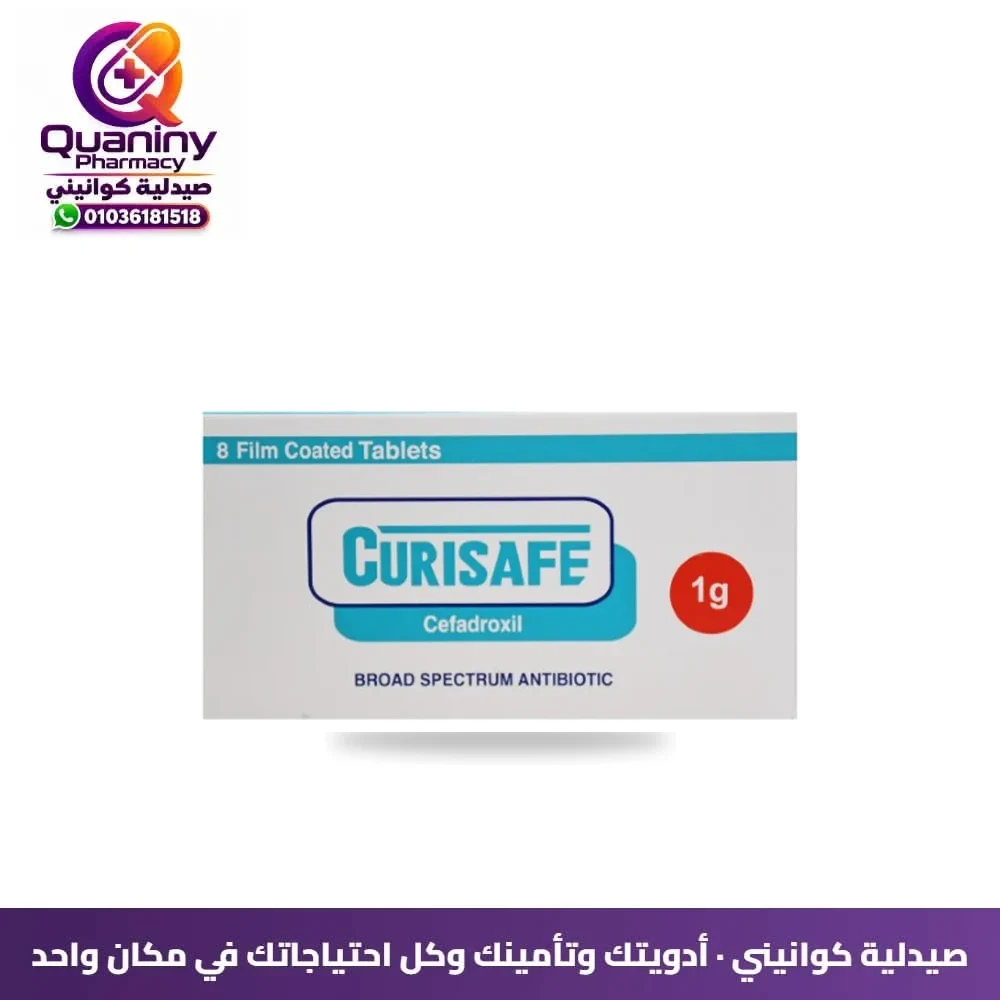 Quaniny
Pharmacy
صيدلية كوانيني
01036181518
8 Film Coated Tablets
CURISAFE
Cefadroxil
1g
BROAD SPECTRUM ANTIBIOTIC
صيدلية كوانيني · أدويتك وتأمينك وكل احتياجاتك في مكان واحد